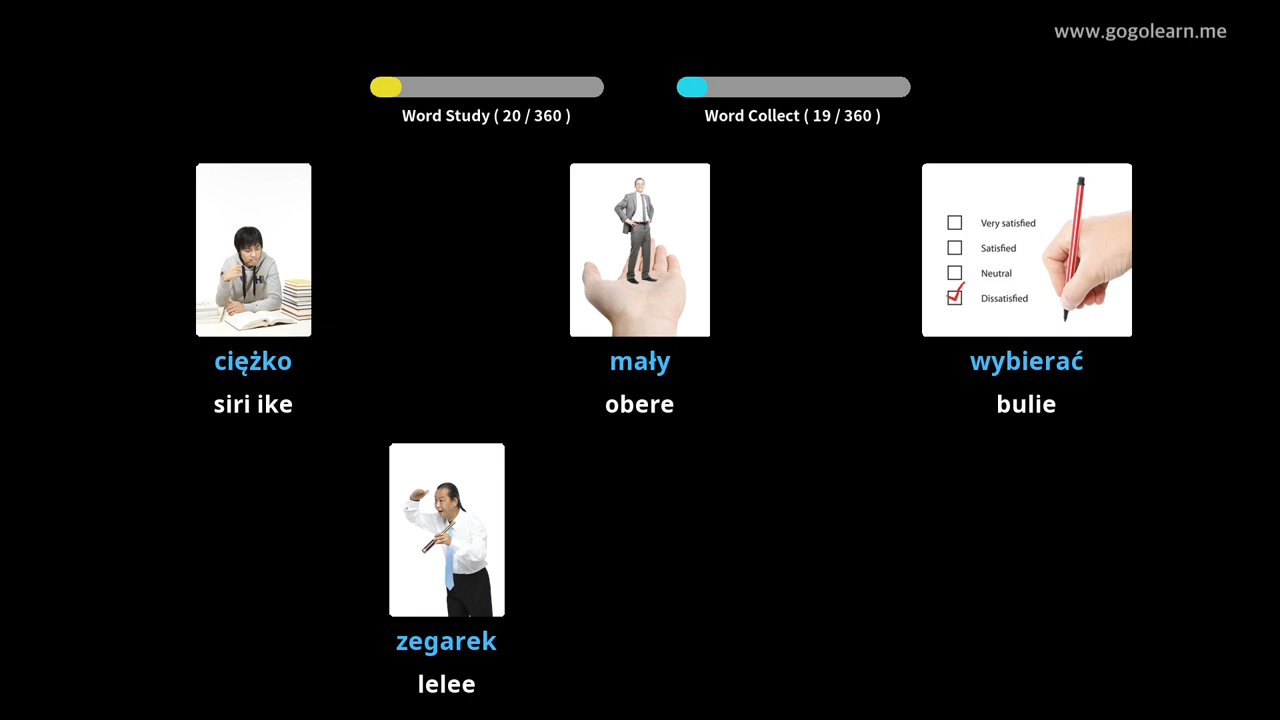 www.gogolearn.me
Word Study ( 20 / 360 )
Word Collect ( 19 / 360 )
Very satisfied
Satisfied
Neutral
Dissatisfied
ciężko
siri ike
mały
obere
wybierać
bulie
zegarek
lelee